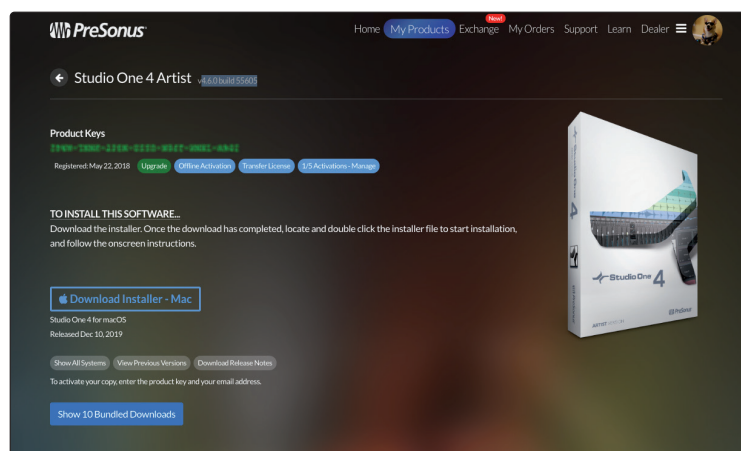 PreSonus
Home My Products Exchange New! My Orders Support Learn Dealer
Studio One 4 Artist v4.6.0 build 55605
Product Keys
Registered: May 22, 2018 Upgrade Offline Activation Transfer License 1/5 Activations - Manage
TO INSTALL THIS SOFTWARE...
Download the installer. Once the download has completed, locate and double click the installer file to start installation,
and follow the onscreen instructions.
Download Installer - Mac
Studio One 4 for macOS
Released Dec 10, 2019
Show All Systems View Previous Versions Download Release Notes
To activate your copy, enter the product key and your email address.
Show 10 Bundled Downloads
Studio One 4
Studio One 4
PreSonus
ARTIST